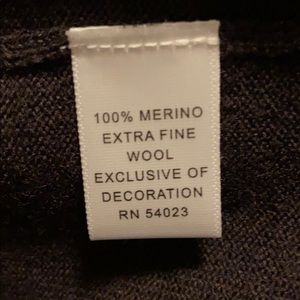 100% MERINO
EXTRA FINE
WOOL
EXCLUSIVE OF
DECORATION
RN 54023